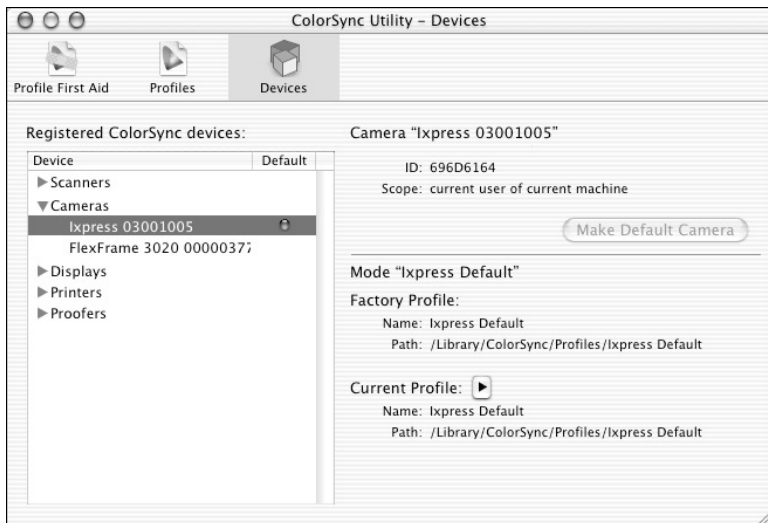 ColorSync Utility – Devices
Profile First Aid
Profiles
Devices
Registered ColorSync devices:
Device
Default
Scanners
Cameras
Ixpress 03001005
FlexFrame 3020 00000377
Displays
Printers
Proofers
Camera “Ixpress 03001005”
ID: 696D6164
Scope: current user of current machine
Make Default Camera
Mode “Ixpress Default”
Factory Profile:
Name: Ixpress Default
Path: /Library/ColorSync/Profiles/Ixpress Default
Current Profile:
Name: Ixpress Default
Path: /Library/ColorSync/Profiles/Ixpress Default